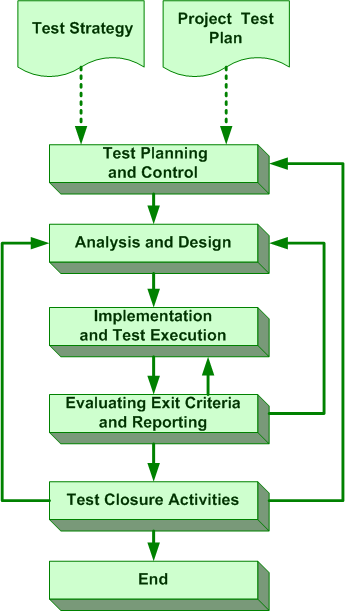 Test Strategy
Project Test
Plan
Test Planning
and Control
Analysis and Design
Implementation
and Test Execution
Evaluating Exit Criteria
and Reporting
Test Closure Activities
End